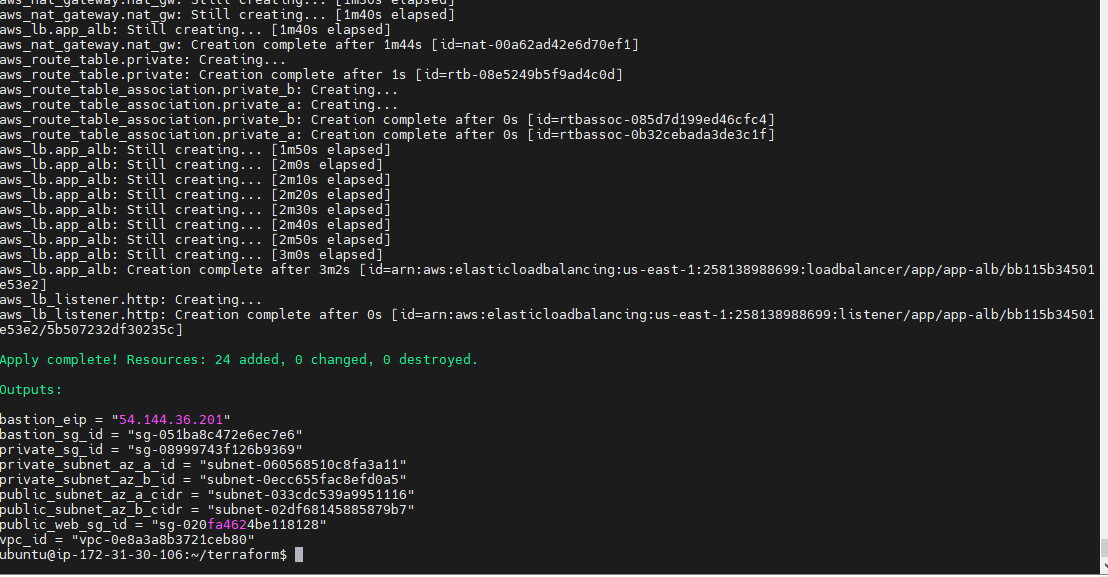 aws_nat_gateway.nat_gw: Still creating... [1m30s elapsed]
aws_nat_gateway.nat_gw: Still creating... [1m40s elapsed]
aws_lb.app_alb: Still creating... [1m40s elapsed]
aws_nat_gateway.nat_gw: Creation complete after 1m44s [id=nat-00a62ad42e6d70ef1]
aws_route_table.private: Creating...
aws_route_table.private: Creation complete after 1s [id=rtb-08e5249b5f9ad4c0d]
aws_route_table_association.private_b: Creating...
aws_route_table_association.private_a: Creating...
aws_route_table_association.private_b: Creation complete after 0s [id=rtbassoc-085d7d199ed46cfc4]
aws_route_table_association.private_a: Creation complete after 0s [id=rtbassoc-0b32cebada3de3c1f]
aws_lb.app_alb: Still creating... [1m50s elapsed]
aws_lb.app_alb: Still creating... [2m0s elapsed]
aws_lb.app_alb: Still creating... [2m10s elapsed]
aws_lb.app_alb: Still creating... [2m20s elapsed]
aws_lb.app_alb: Still creating... [2m30s elapsed]
aws_lb.app_alb: Still creating... [2m40s elapsed]
aws_lb.app_alb: Still creating... [2m50s elapsed]
aws_lb.app_alb: Still creating... [3m0s elapsed]
aws_lb.app_alb: Creation complete after 3m2s [id=arn:aws:elasticloadbalancing:us-east-1:258138988699:loadbalancer/app/app-alb/bb115b34501
e53e2]
aws_lb_listener.http: Creating...
aws_lb_listener.http: Creation complete after 0s [id=arn:aws:elasticloadbalancing:us-east-1:258138988699:listener/app/app-alb/bb115b34501
e53e2/5b507232df30235c]
Apply complete! Resources: 24 added, 0 changed, 0 destroyed.
Outputs:
bastion_eip = "54.144.36.201"
bastion_sg_id = "sg-051ba8c472e6ec7e6"
private_sg_id = "sg-08999743f126b9369"
private_subnet_az_a_id = "subnet-060568510c8fa3a11"
private_subnet_az_b_id = "subnet-0ecc655fac8efd0a5"
public_subnet_az_a_cidr = "subnet-033cdc539a9951116"
public_subnet_az_b_cidr = "subnet-02df68145885879b7"
public_web_sg_id = "sg-020fa4624be118128"
vpc_id = "vpc-0e8a3a8b3721ceb80"
ubuntu@ip-172-31-30-106:~/terraform$